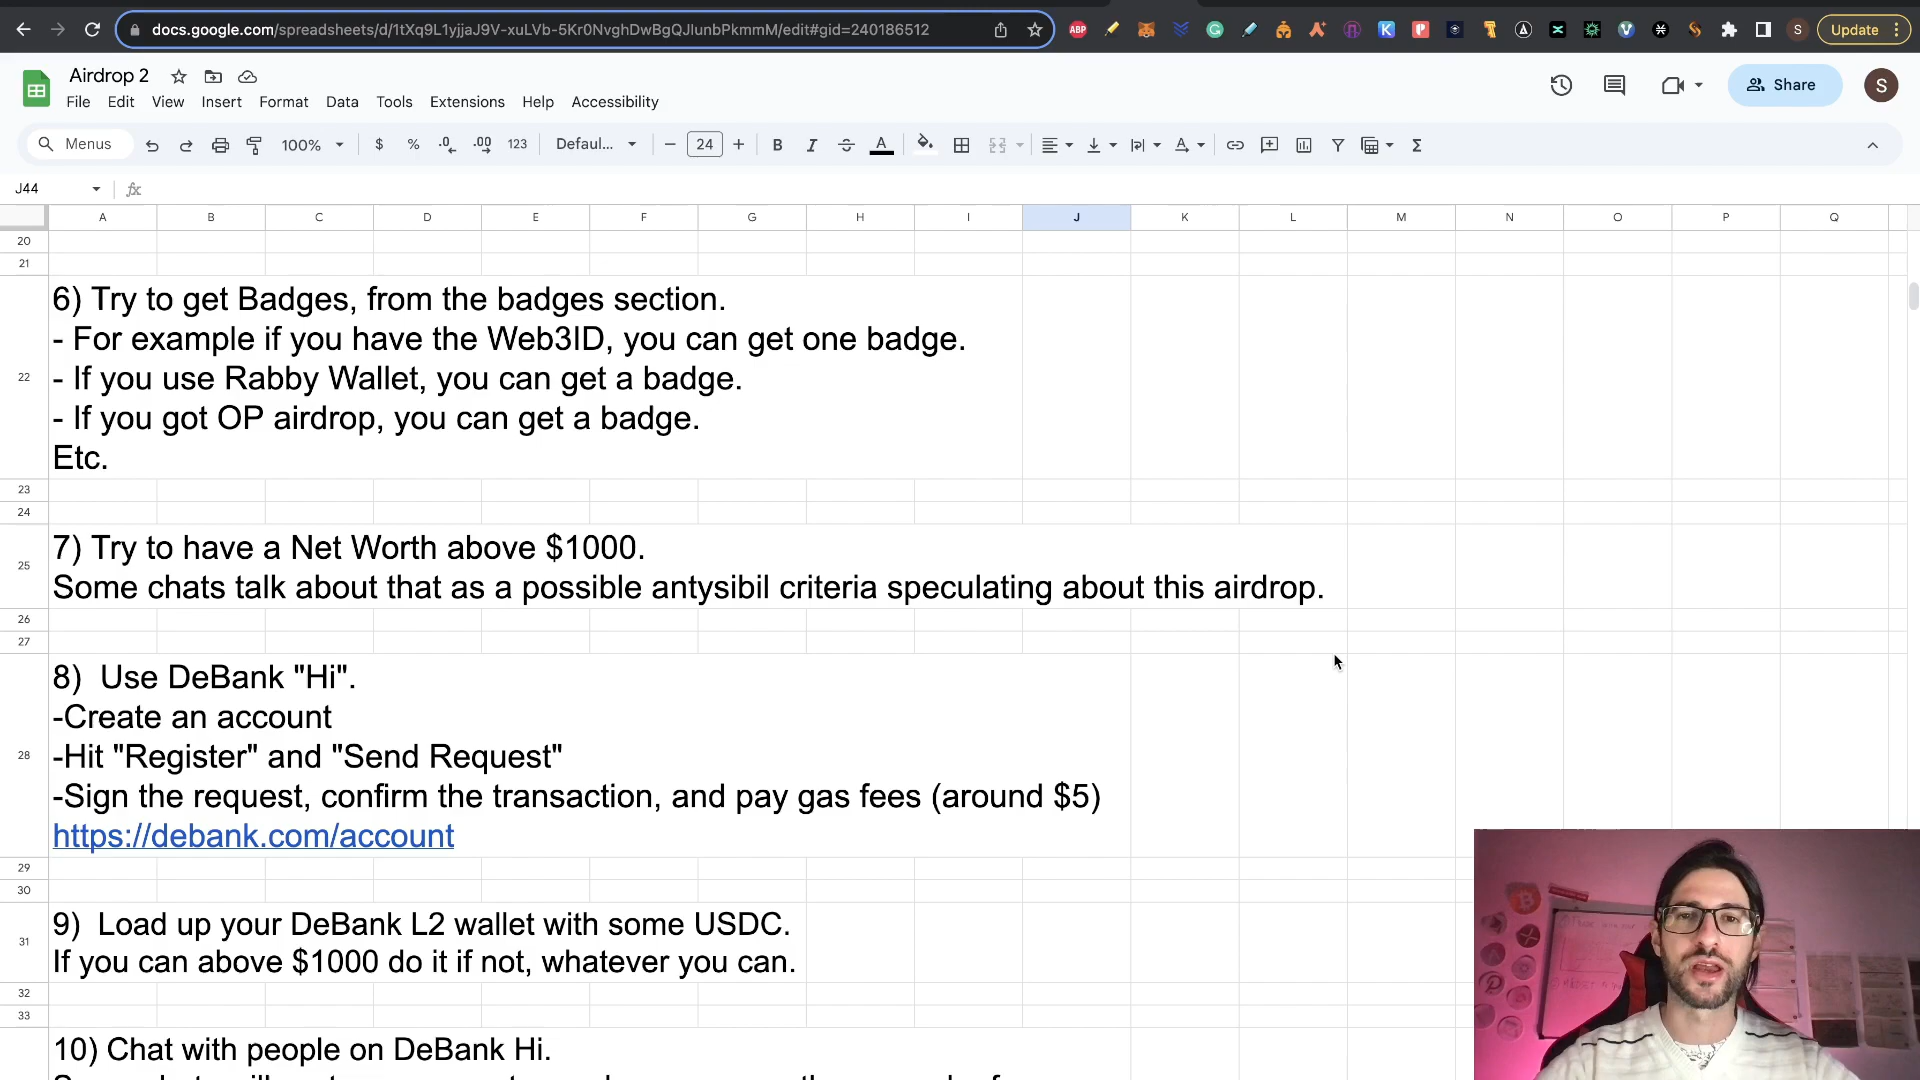 docs.google.com/spreadsheets/d/1tXq9L1yjjaJ9V-xuLVb-5Kr0NvghDwBgQJlunbPkmmM/edit#gid=240186512
ABP
Update
Airdrop 2
File Edit View Insert Format Data Tools Extensions Help Accessibility
Share
S
Menus
100%
$ % .0 .00 123
Defaul...
24
B I A
J44
fx
A B C D E F G H I J K L M N O P Q
20
21
22
6) Try to get Badges, from the badges section.
- For example if you have the Web3ID, you can get one badge.
- If you use Rabby Wallet, you can get a badge.
- If you got OP airdrop, you can get a badge.
Etc.
23
24
25
7) Try to have a Net Worth above $1000.
Some chats talk about that as a possible antysibil criteria speculating about this airdrop.
26
27
28
8)  Use DeBank "Hi".
-Create an account
-Hit "Register" and "Send Request"
-Sign the request, confirm the transaction, and pay gas fees (around $5)
https://debank.com/account
29
30
31
9)  Load up your DeBank L2 wallet with some USDC.
If you can above $1000 do it if not, whatever you can.
32
33
10) Chat with people on DeBank Hi.